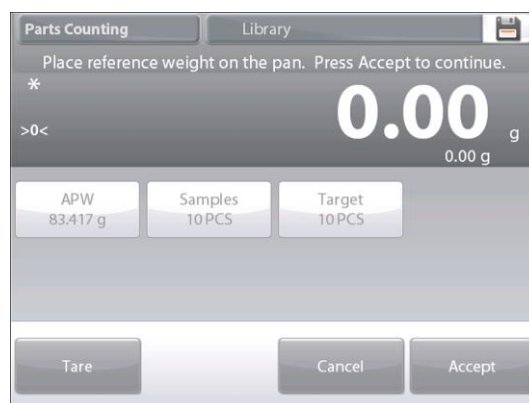 Parts Counting Library
Place reference weight on the pan. Press Accept to continue.
*
0.00 g
>0<
0.00 g
APW Samples Target
83.417 g 10 PCS 10 PCS
Tare Cancel Accept